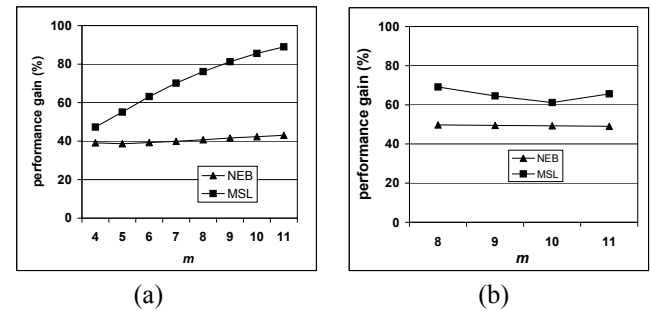 performance gain (%)
100
80
60
40
20
0
NEB
MSL
4 5 6 7 8 9 10 11
m
(a)
performance gain (%)
100
80
60
40
20
0
NEB
MSL
8 9 10 11
m
(b)